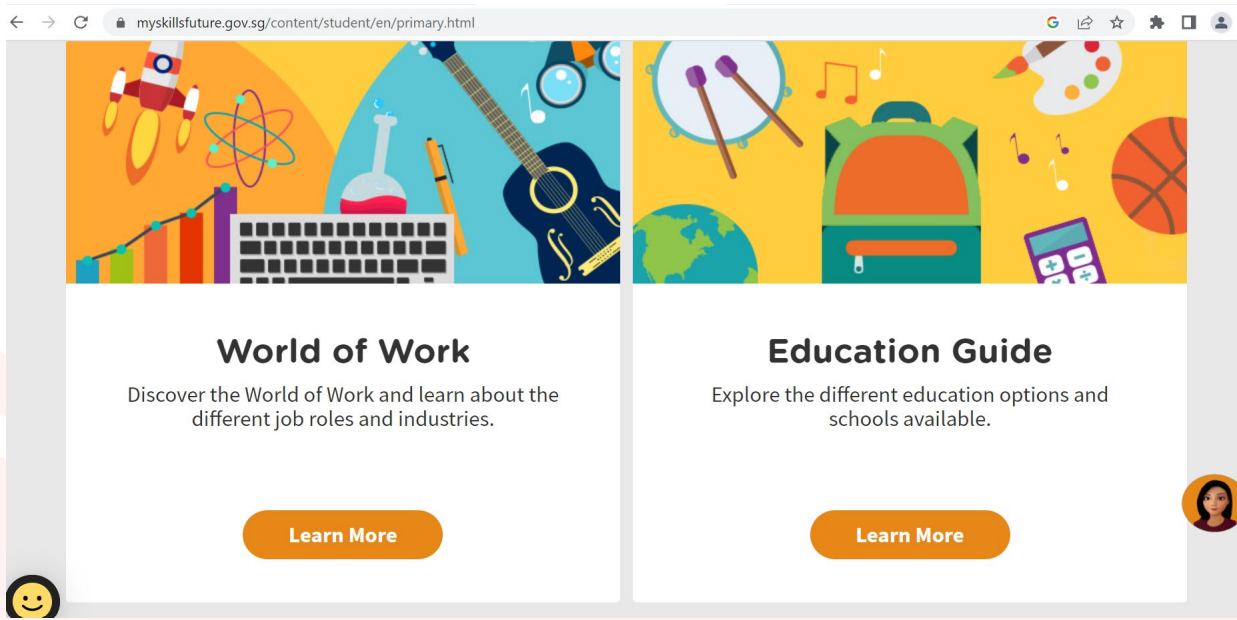 myskillsfuture.gov.sg/content/student/en/primary.html
World of Work
Discover the World of Work and learn about the
different job roles and industries.
Learn More
Education Guide
Explore the different education options and
schools available.
Learn More